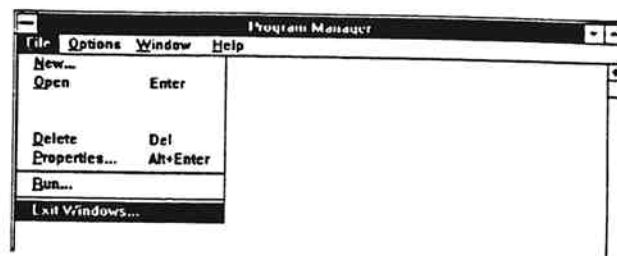 Program Manager
File Options Window Help
New...
Open Enter
Delete Del
Properties... Alt+Enter
Run...
Exit Windows...